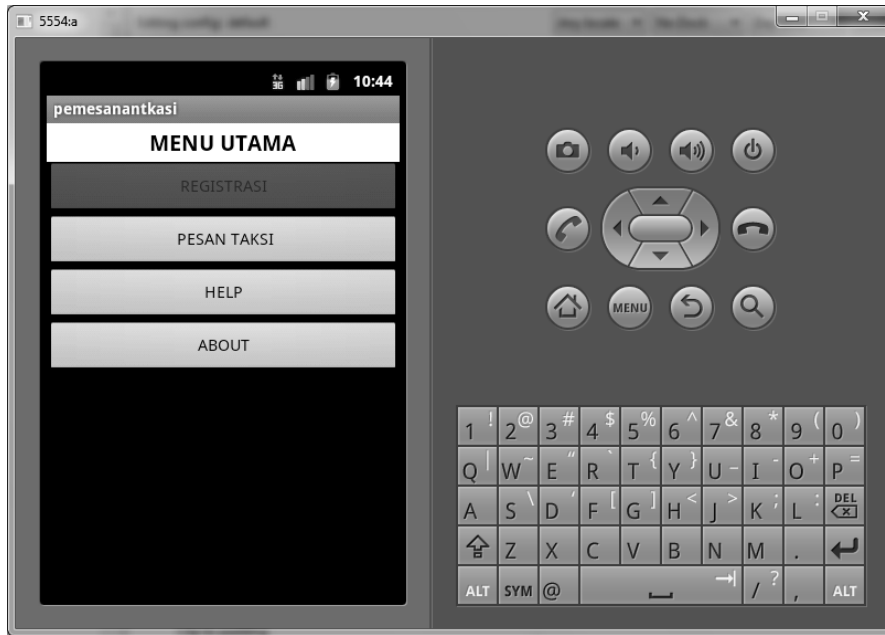 5554:a
10:44
3G
pemesanantkasi
MENU UTAMA
REGISTRASI
PESAN TAKSI
HELP
ABOUT
MENU
1 ! 2 @ 3 # 4 $ 5 % 6 ^ 7 & 8 * 9 ( 0 )
Q | W ~ E " R ` T { Y } U _ I - O + P =
A S \ D ' F [ G ] H < J > K ; L : DEL
Z X C V B N M .
ALT SYM @ / ? , ALT